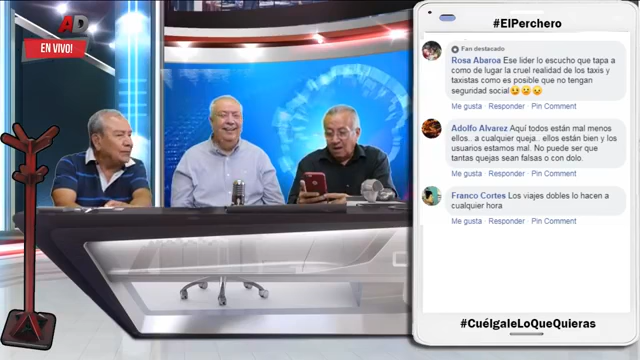 AD
EN VIVO!
#ElPerchero
Fan destacado
Rosa Abaroa Ese lider lo escucho que tapa a
como de lugar la cruel realidad de los taxis y
taxistas como es posible que no tengan
seguridad social
Me gusta · Responder · Pin Comment
Adolfo Alvarez Aqui todos están mal menos
ellos.. a cualquier queja.. ellos están bien y los
usuarios estamos mal. No puede ser que
tantas quejas sean falsas o con dolo.
Me gusta · Responder · Pin Comment
Franco Cortes Los viajes dobles lo hacen a
cualquier hora
Me gusta · Responder · Pin Comment
#CuélgaleLoQueQuieras